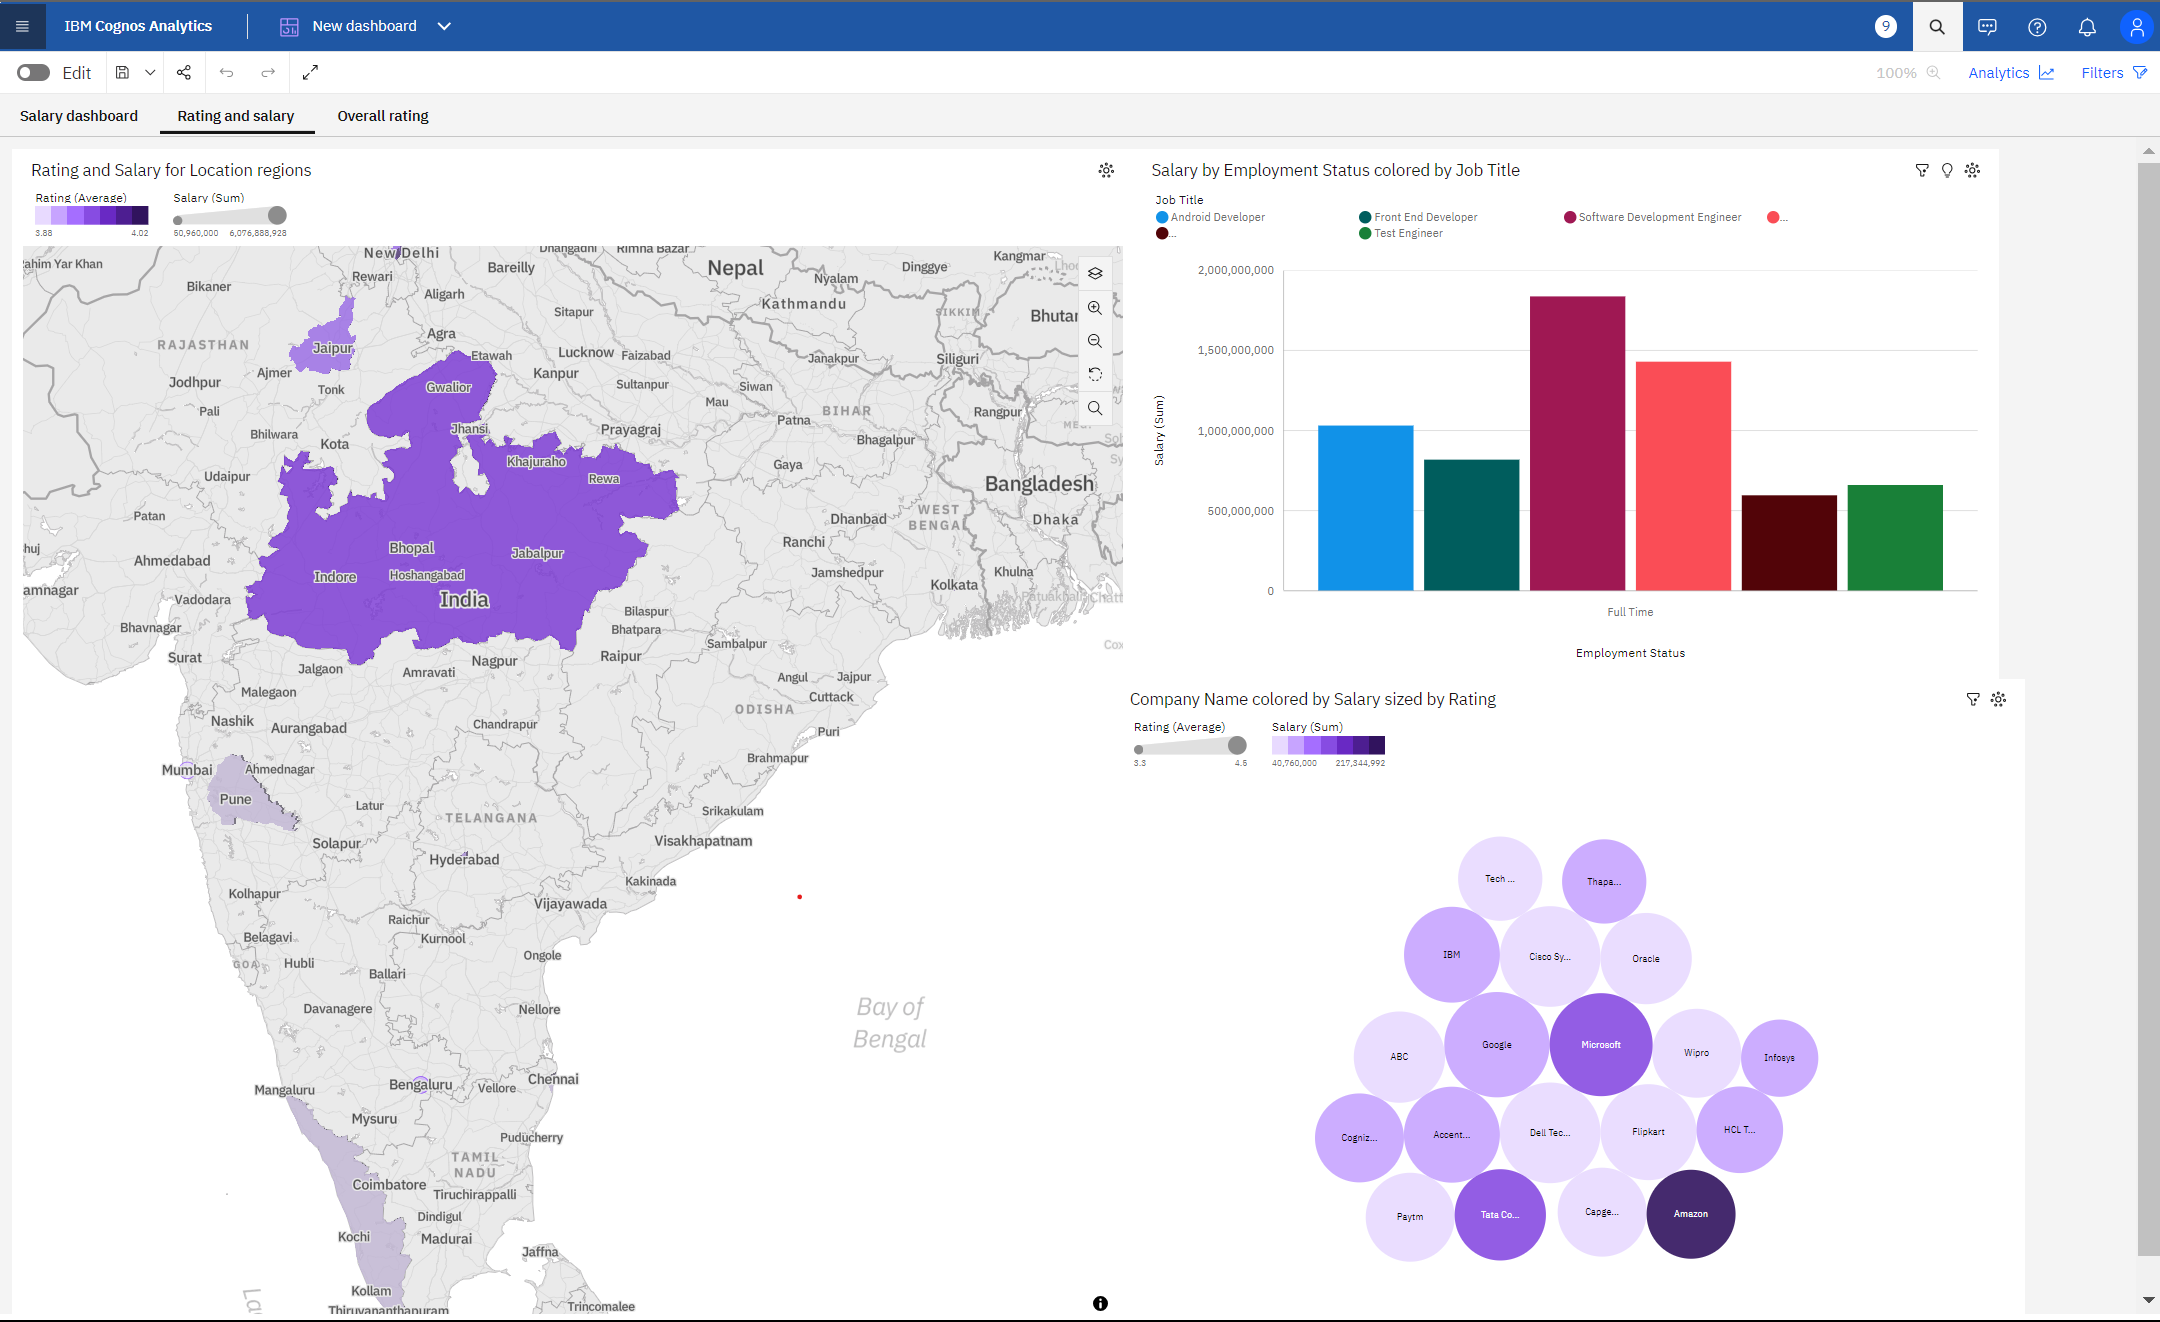 IBM Cognos Analytics
New dashboard
9
Edit
100%
Analytics
Filters
Salary dashboard
Rating and salary
Overall rating
Rating and Salary for Location regions
Rating (Average)
Salary (Sum)
3.88
4.02
50,960,000
6,076,888,928
New Delhi
Dhangadhi
Rimna Bazar
Kangmar
ahim Yar Khan
Rewari
Bareilly
Nepal
Dinggye
Bikaner
Aligarh
Nyalam
Kathmandu
Sitapur
SIKKIM
Bhutan
Agra
RAJASTHAN
Jaipur
Etawah
Lucknow
Faizabad
Janakpur
Siliguri
Jodhpur
Ajmer
Tonk
Gwalior
Kanpur
Sultanpur
Siwan
Pali
Mau
BIHAR
Rangpur
Patna
Bhilwara
Kota
Jhansi
Prayagraj
Bhagalpur
Udaipur
Khajuraho
Rewa
Gaya
Bangladesh
Patan
Dhanbad
WEST
BENGAL
Dhaka
huj
Ahmedabad
Bhopal
Jabalpur
Ranchi
Indore
Hoshangabad
Jamshedpur
Kolkata
Khulna
amnagar
Vadodara
India
Patuakhali
Chatt
Bhavnagar
Bilaspur
Bhatpara
Sambalpur
Cox
Surat
Jalgaon
Amravati
Nagpur
Raipur
Angul
Jajpur
Malegaon
Cuttack
ODISHA
Nashik
Aurangabad
Chandrapur
Puri
Mumbai
Ahmednagar
Brahmapur
Pune
Latur
TELANGANA
Srikakulam
Solapur
Visakhapatnam
Hyderabad
Kolhapur
Kakinada
Raichur
Vijayawada
Belagavi
Kurnool
GOA
Hubli
Ballari
Ongole
Davanagere
Nellore
Bay of
Bengal
Mangaluru
Bengaluru
Vellore
Chennai
Mysuru
Puducherry
TAMIL
NADU
Coimbatore
Tiruchirappalli
Dindigul
Kochi
Madurai
Jaffna
Kollam
Thiruvananthapuram
Trincomalee
La
Salary by Employment Status colored by Job Title
Job Title
Android Developer
Front End Developer
Software Development Engineer
...
...
Test Engineer
2,000,000,000
1,500,000,000
1,000,000,000
500,000,000
0
Salary (Sum)
Full Time
Employment Status
Company Name colored by Salary sized by Rating
Rating (Average)
Salary (Sum)
3.3
4.5
40,760,000
217,344,992
Tech ...
Thapa...
IBM
Cisco Sy...
Oracle
ABC
Google
Microsoft
Wipro
Infosys
Cogniz...
Accent...
Dell Tec...
Flipkart
HCL T...
Paytm
Tata Co...
Capge...
Amazon